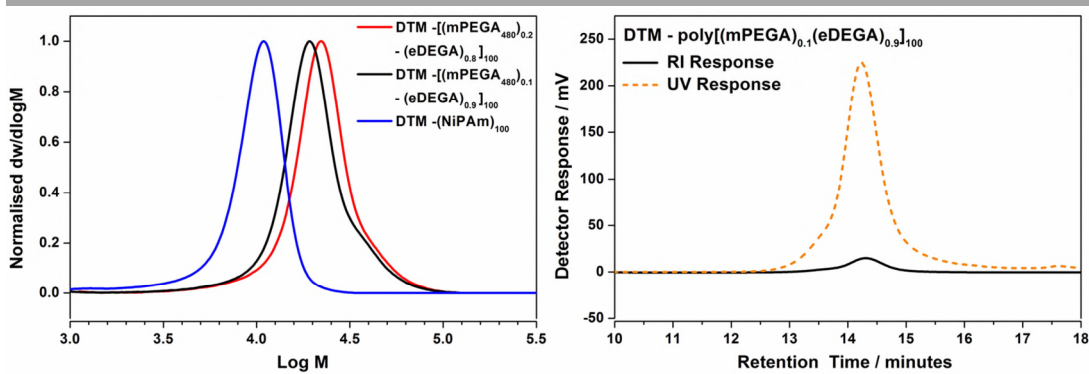 1.0
0.8
0.6
0.4
0.2
0.0
Normalised dw/dlogM
3.0 3.5 4.0 4.5 5.0 5.5
Log M
DTM -[(mPEGA₄₈₀)₀.₂
- (eDEGA)₀.₈]₁₀₀
DTM -[(mPEGA₄₈₀)₀.₁
- (eDEGA)₀.₉]₁₀₀
DTM -(NiPAm)₁₀₀
250
200
150
100
50
0
-50
Detector Response / mV
DTM - poly[(mPEGA)₀.₁(eDEGA)₀.₉]₁₀₀
RI Response
UV Response
10 11 12 13 14 15 16 17 18
Retention Time / minutes